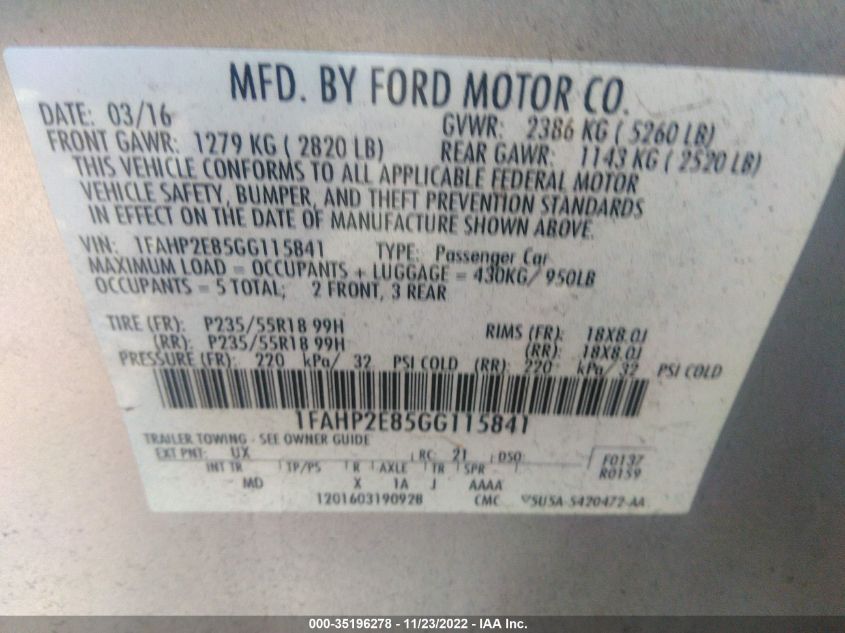 MFD. BY FORD MOTOR CO.
DATE: 03/16 GVWR: 2386 KG ( 5260 LB)
FRONT GAWR: 1279 KG ( 2820 LB) REAR GAWR: 1143 KG ( 2520 LB)
THIS VEHICLE CONFORMS TO ALL APPLICABLE FEDERAL MOTOR
VEHICLE SAFETY, BUMPER, AND THEFT PREVENTION STANDARDS
IN EFFECT ON THE DATE OF MANUFACTURE SHOWN ABOVE.
VIN: 1FAHP2E85GG115841 TYPE: Passenger Car
MAXIMUM LOAD = OCCUPANTS + LUGGAGE = 430KG/ 950LB
OCCUPANTS = 5 TOTAL; 2 FRONT, 3 REAR
TIRE (FR): P235/55R18 99H RIMS (FR): 18X8.0J
(RR): P235/55R18 99H (RR): 18X8.0J
PRESSURE (FR): 220 kPa/ 32 PSI COLD (RR): 220 kPa/ 32 PSI COLD
1FAHP2E85GG115841
TRAILER TOWING - SEE OWNER GUIDE
EXT PNT: UX RC: 21 DSO: F0137
INT TR TP/PS R AXLE TR SPR R0159
MD X 1A J AAAA
1201603190928 CMC 5U5A-5420472-AA
000-35196278 - 11/23/2022 - IAA Inc.